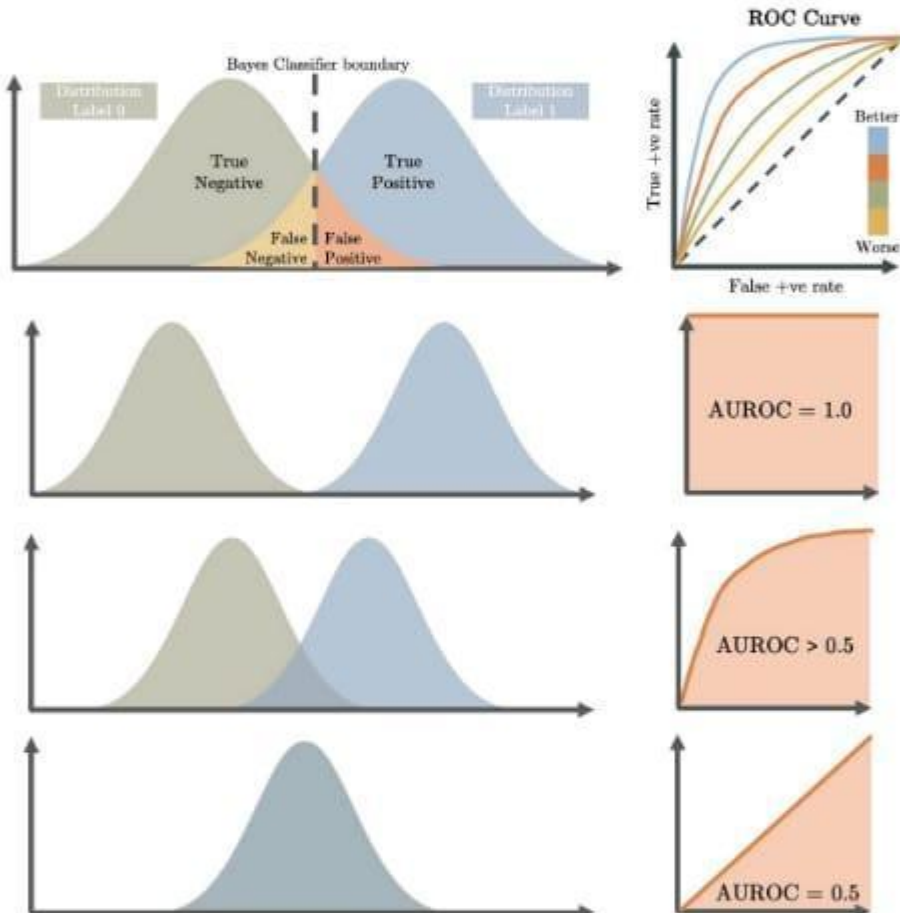 ROC Curve
Bayes Classifier boundary
Distribution
Label 0
Distribution
Label 1
True
Negative
True
Positive
False
Negative
False
Positive
True +ve rate
Better
Worse
False +ve rate
AUROC = 1.0
AUROC > 0.5
AUROC = 0.5